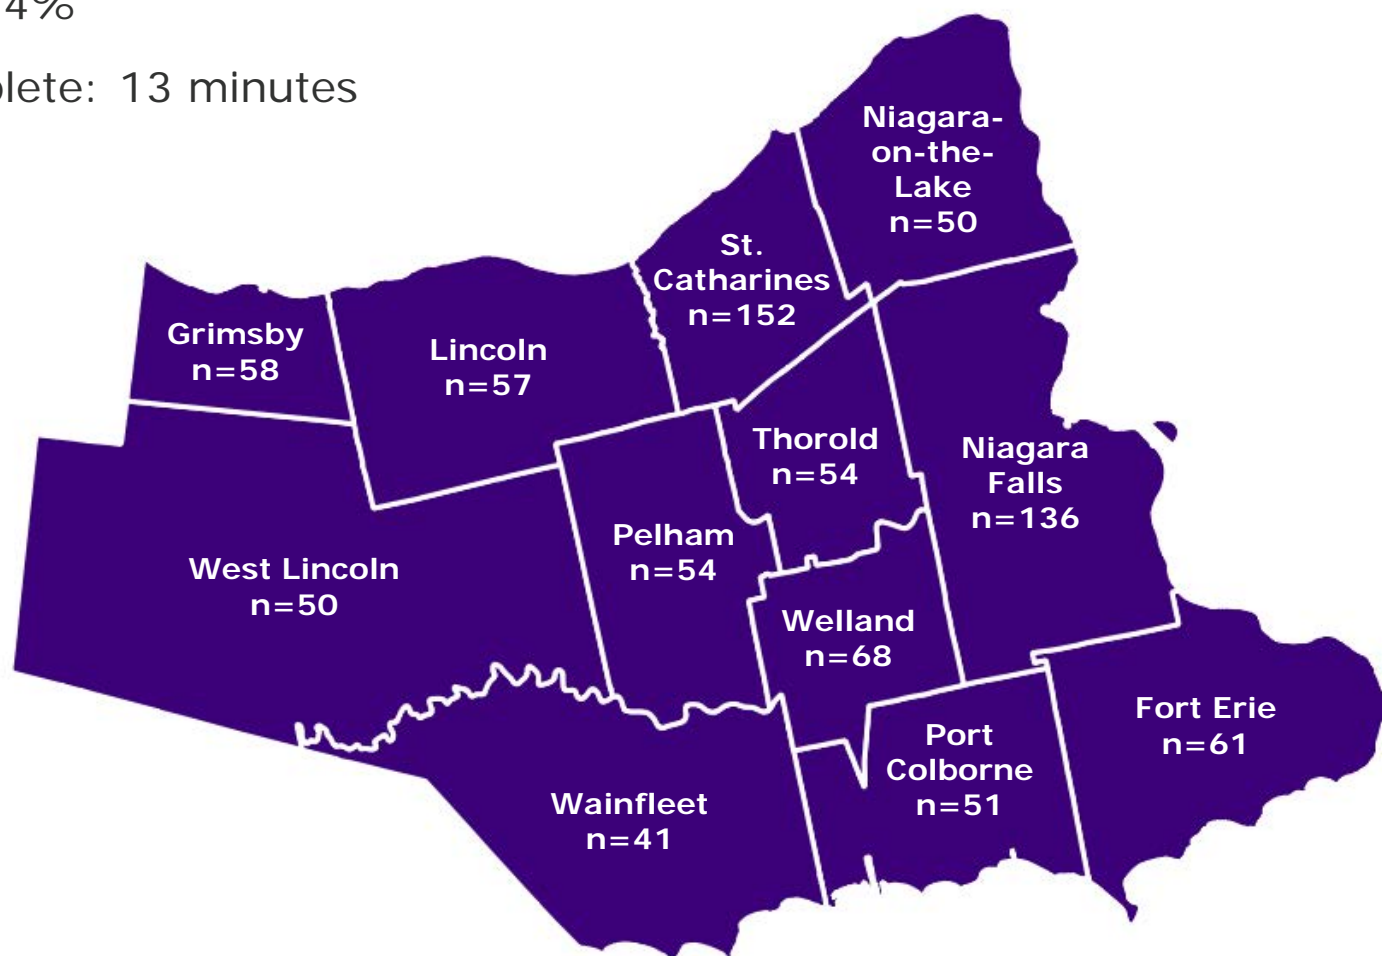 4%
plete: 13 minutes
Niagara-
on-the-
Lake
n=50
St.
Catharines
n=152
Grimsby
n=58
Lincoln
n=57
Thorold
n=54
Niagara
Falls
n=136
Pelham
n=54
West Lincoln
n=50
Welland
n=68
Fort Erie
n=61
Port
Colborne
n=51
Wainfleet
n=41